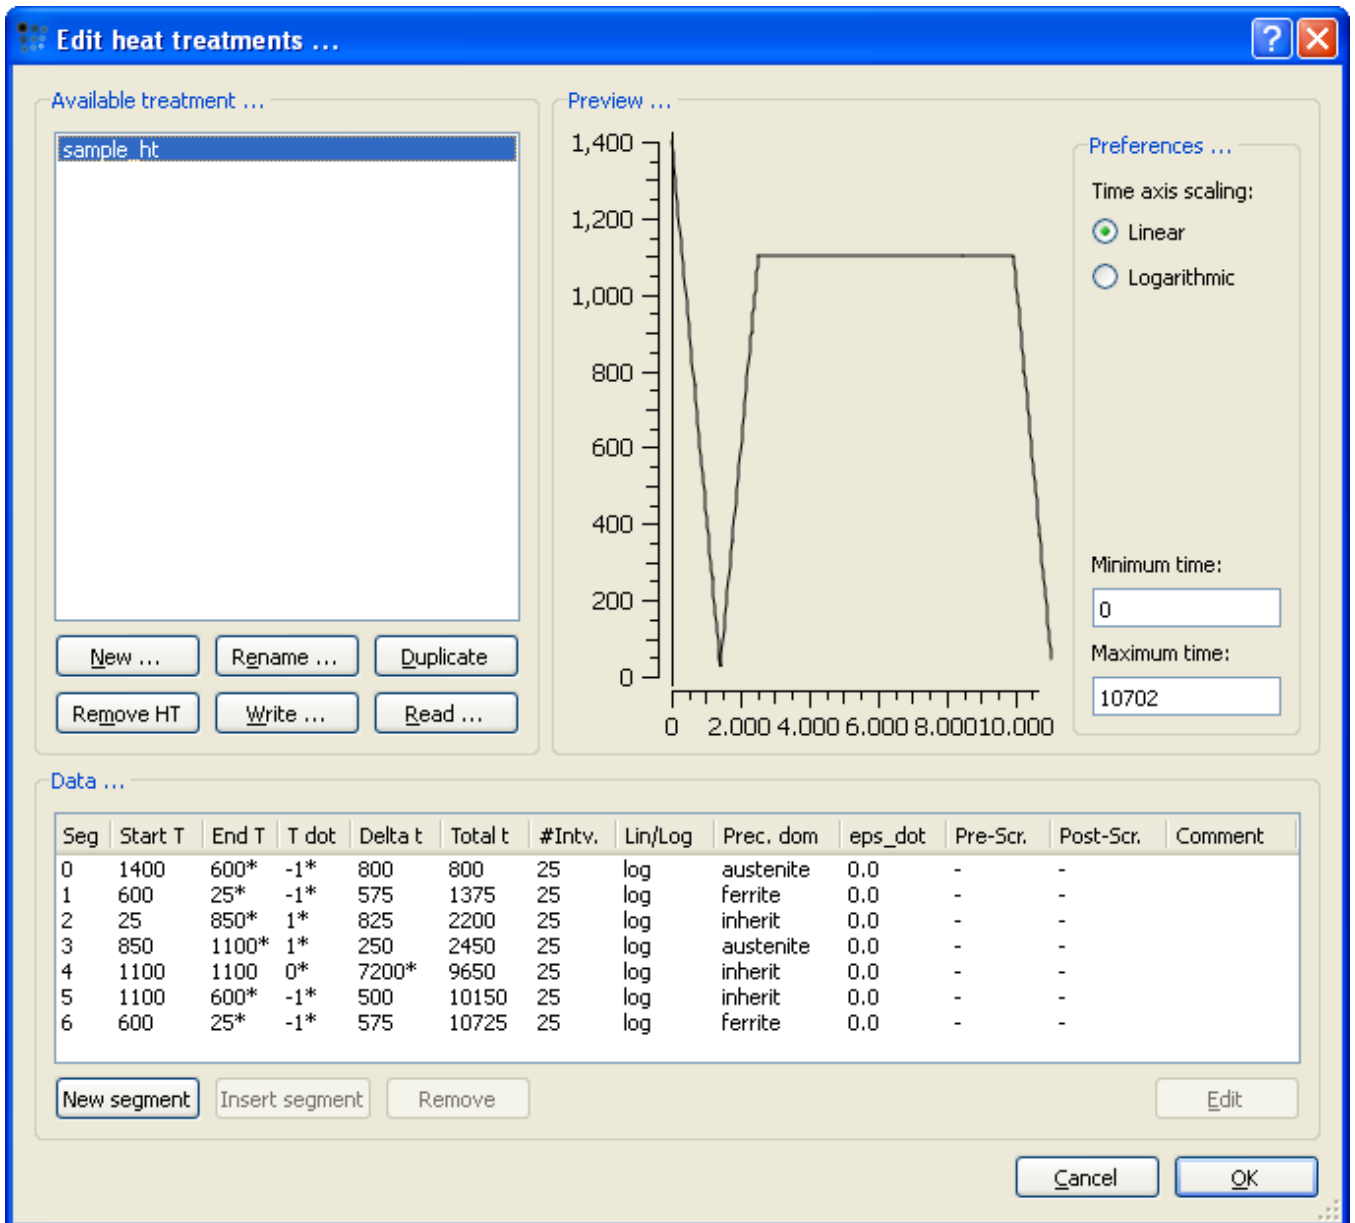 Edit heat treatments ...
Available treatment ...
sample_ht
New ...
Rename ...
Duplicate
Remove HT
Write ...
Read ...
Preview ...
1,400
1,200
1,000
800
600
400
200
0
0 2.000 4.000 6.000 8.000 10.000
Preferences ...
Time axis scaling:
Linear
Logarithmic
Minimum time:
0
Maximum time:
10702
Data ...
Seg Start T End T T dot Delta t Total t #Intv. Lin/Log Prec. dom eps_dot Pre-Scr. Post-Scr. Comment
0 1400 600* -1* 800 800 25 log austenite 0.0 - -
1 600 25* -1* 575 1375 25 log ferrite 0.0 - -
2 25 850* 1* 825 2200 25 log inherit 0.0 - -
3 850 1100* 1* 250 2450 25 log austenite 0.0 - -
4 1100 1100 0* 7200* 9650 25 log inherit 0.0 - -
5 1100 600* -1* 500 10150 25 log inherit 0.0 - -
6 600 25* -1* 575 10725 25 log ferrite 0.0 - -
New segment
Insert segment
Remove
Edit
Cancel
OK